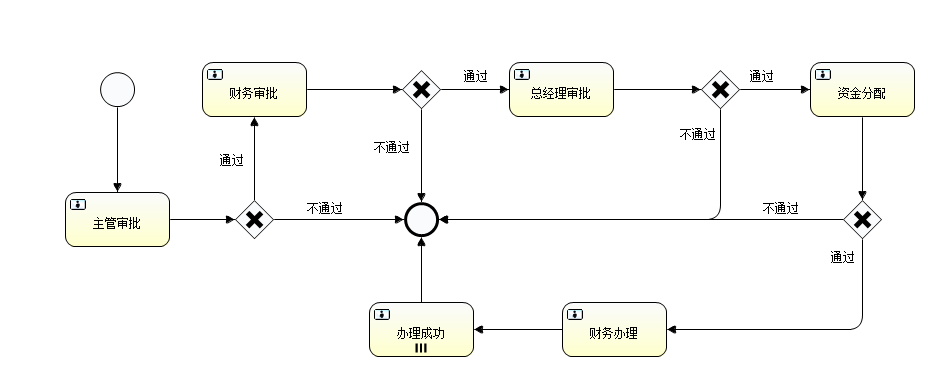 财务审批
通过
总经理审批
通过
资金分配
不通过
不通过
通过
主管审批
不通过
不通过
通过
办理成功
财务办理